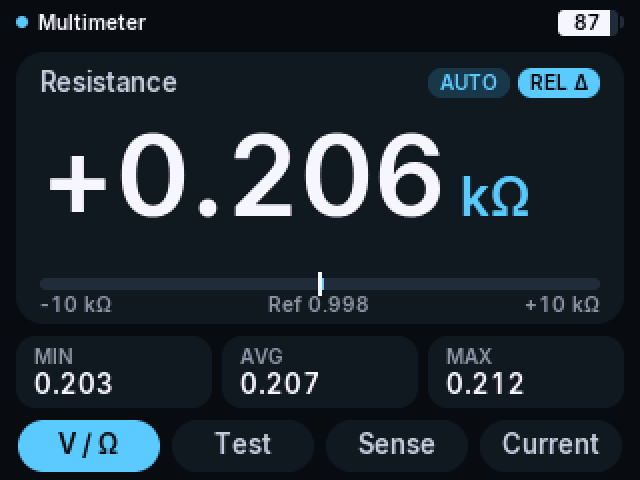 Multimeter
87
Resistance
AUTO
REL Δ
+0.206 kΩ
-10 kΩ
Ref 0.998
+10 kΩ
MIN
0.203
AVG
0.207
MAX
0.212
V / Ω
Test
Sense
Current